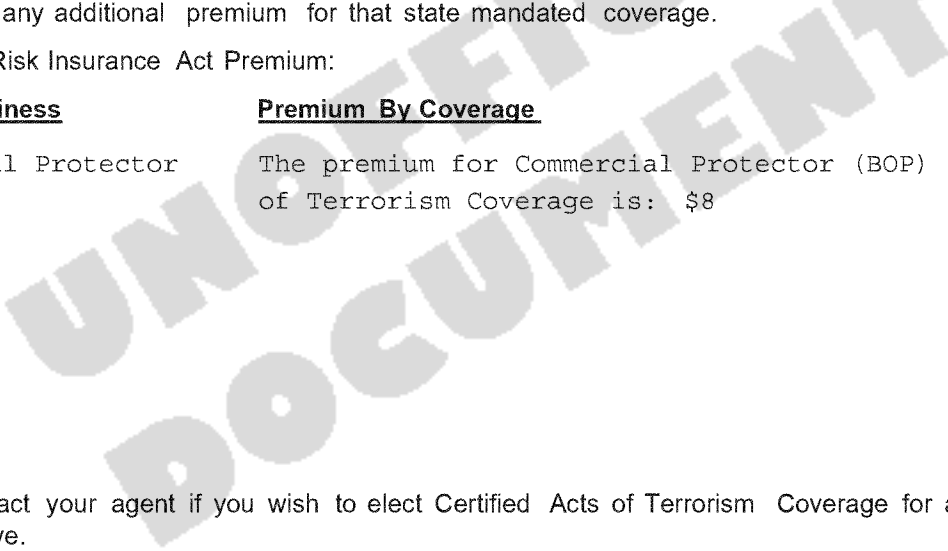 any additional premium for that state mandated coverage.
Risk Insurance Act Premium:
iness Premium By Coverage
al Protector The premium for Commercial Protector (BOP)
of Terrorism Coverage is: $8
act your agent if you wish to elect Certified Acts of Terrorism Coverage for a
ve.
UNOFFIC
DOCUMENT